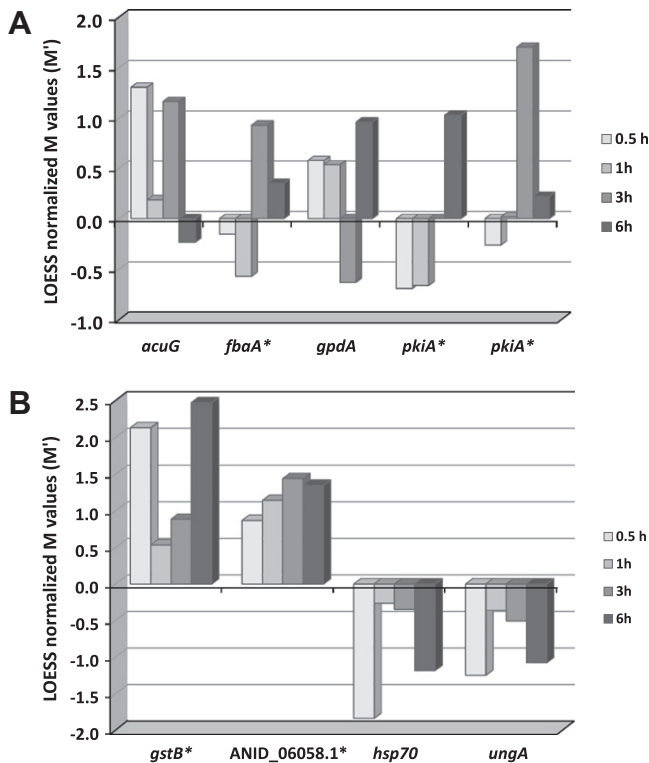 A
LOESS normalized M values (M')
2.0
1.5
1.0
0.5
0.0
-0.5
-1.0
acuG fbaA* gpdA pkiA* pkiA*
0.5 h
1h
3h
6h
B
LOESS normalized M values (M')
2.5
2.0
1.5
1.0
0.5
0.0
-0.5
-1.0
-1.5
-2.0
gstB* ANID_06058.1* hsp70 ungA
0.5 h
1h
3h
6h